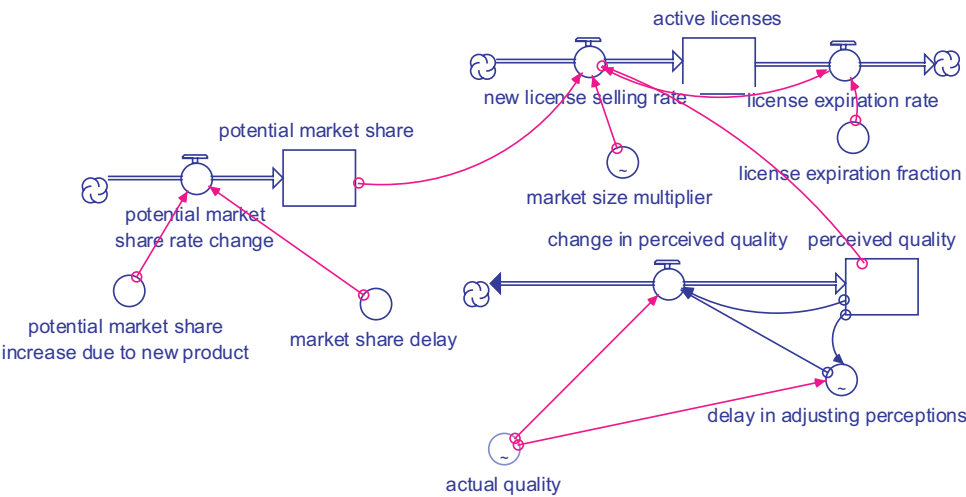 active licenses
new license selling rate
license expiration rate
potential market share
license expiration fraction
market size multiplier
potential market
share rate change
change in perceived quality
perceived quality
potential market share
increase due to new product
market share delay
delay in adjusting perceptions
actual quality
~
~
~